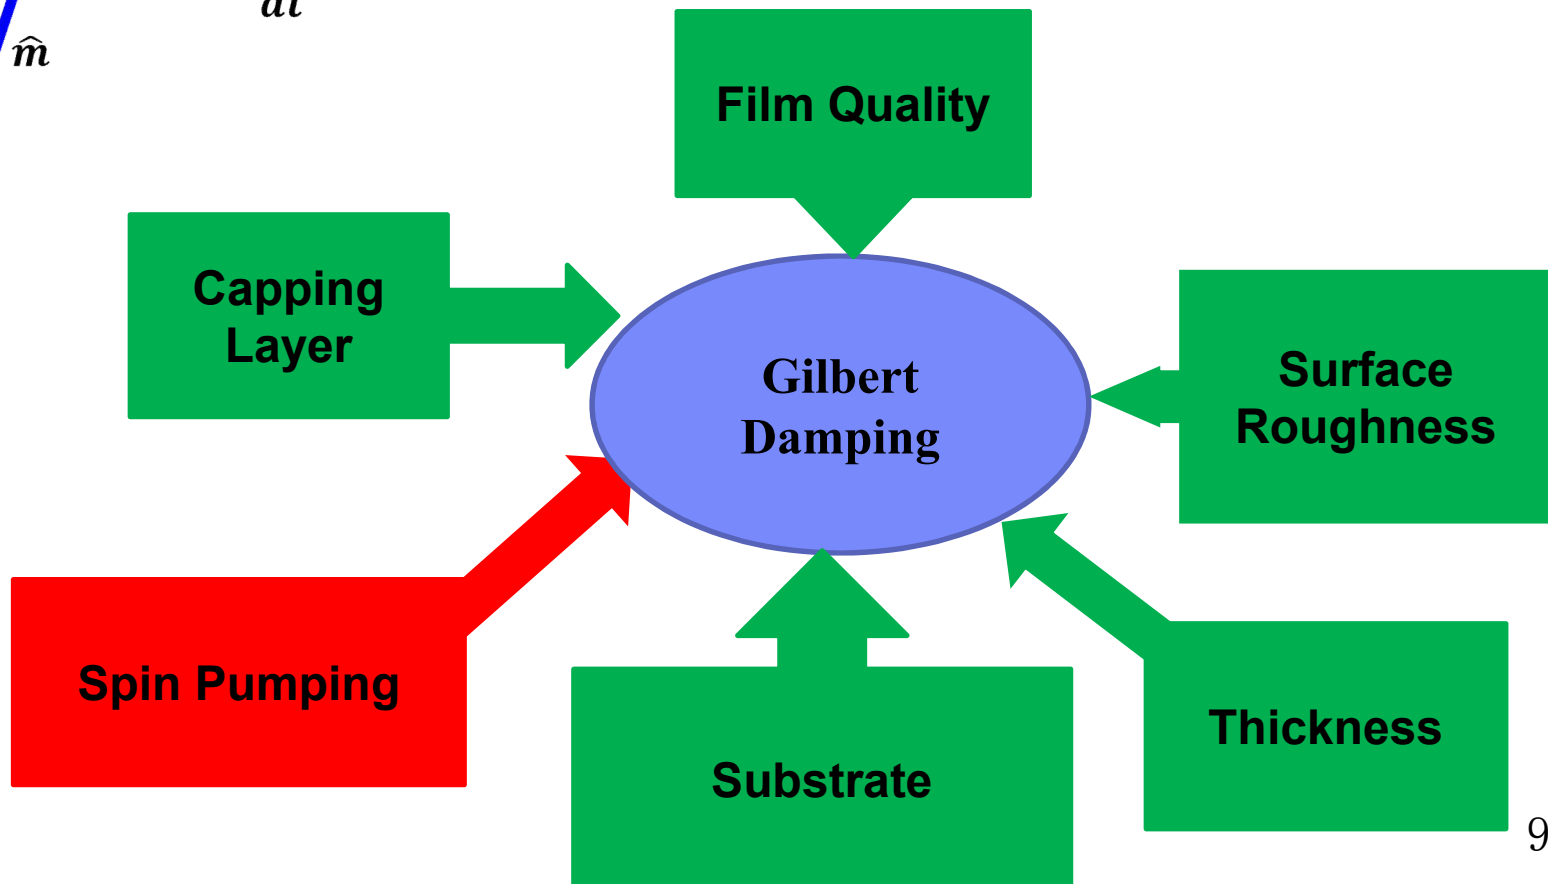 m̂
Film Quality
Capping
Layer
Gilbert
Damping
Surface
Roughness
Spin Pumping
Substrate
Thickness
9